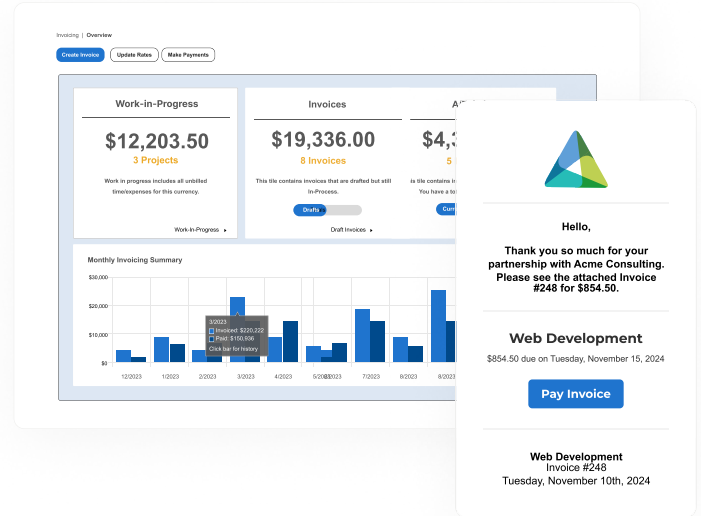 Invoicing | Overview
Create Invoice
Update Rates
Make Payments
Work-in-Progress
$12,203.50
3 Projects
Work in progress includes all unbilled
time/expenses for this currency.
Work-In-Progress
Invoices
$19,336.00
8 Invoices
This tile contains invoices that are drafted but still
In-Process.
Drafts
Draft Invoices
$4,
5
is tile contains in
You have a to
Curr
Monthly Invoicing Summary
$30,000
$20,000
$10,000
$0
3/2023
Invoiced: $220,222
Paid: $150,936
Click bar for history
12/2023
1/2023
2/2023
3/2023
4/2023
5/20
2023
7/2023
8/2023
8/2023
Hello,
Thank you so much for your
partnership with Acme Consulting.
Please see the attached Invoice
#248 for $854.50.
Web Development
$854.50 due on Tuesday, November 15, 2024
Pay Invoice
Web Development
Invoice #248
Tuesday, November 10th, 2024